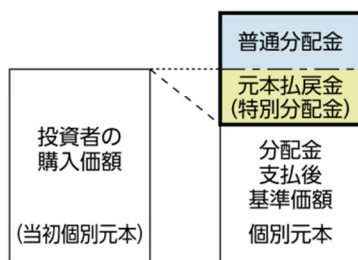 普通分配金
元本払戻金
(特別分配金)
投資者の
購入価額
(当初個別元本)
分配金
支払後
基準価額
個別元本